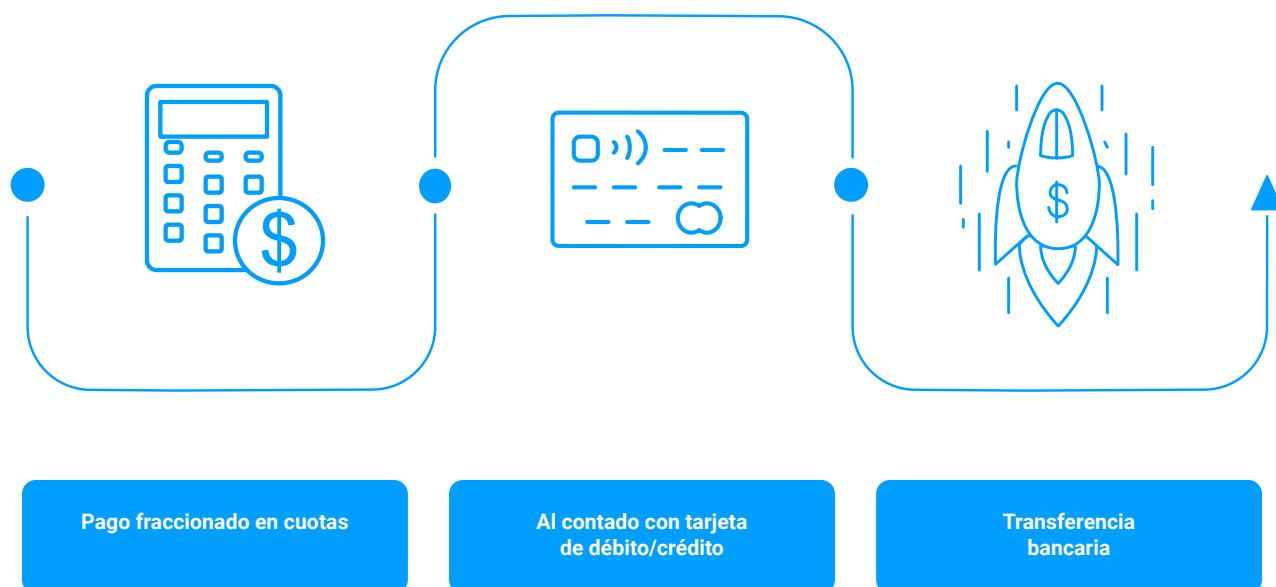 $
$
Pago fraccionado en cuotas
Al contado con tarjeta
de débito/crédito
Transferencia
bancaria